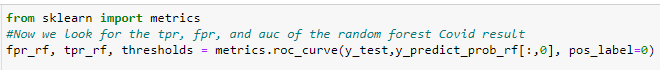 from sklearn import metrics
#Now we look for the tpr, fpr, and auc of the random forest Covid result
fpr_rf, tpr_rf, thresholds = metrics.roc_curve(y_test,y_predict_prob_rf[:,0], pos_label=0)